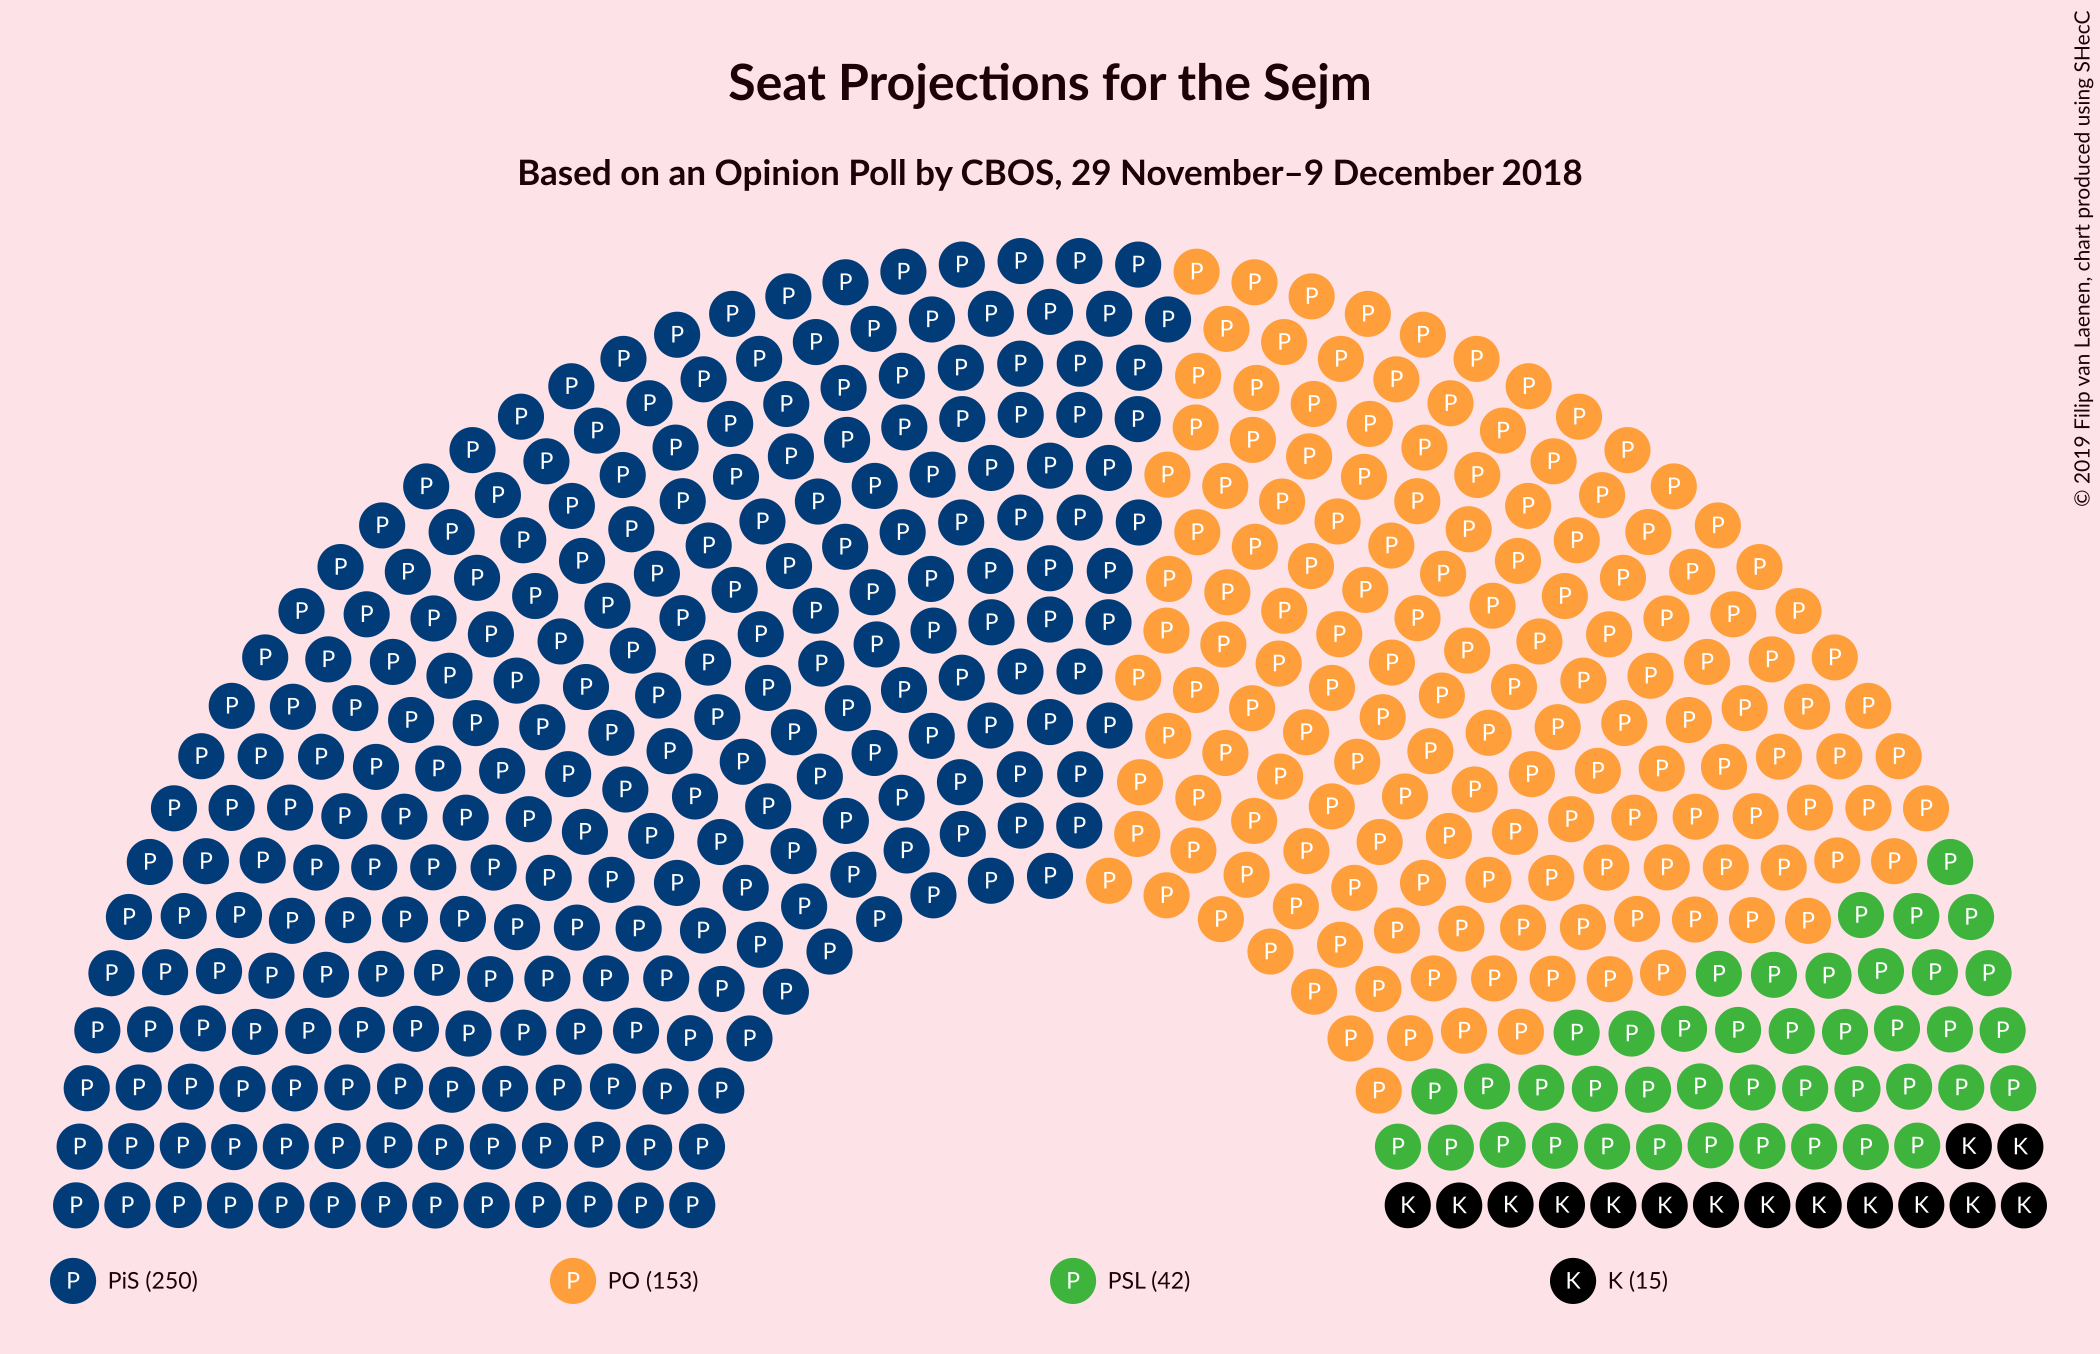 Seat Projections for the Sejm
Based on an Opinion Poll by CBOS, 29 November–9 December 2018
© 2019 Filip van Laenen, chart produced using SHecC
P PiS (250)
P PO (153)
P PSL (42)
K K (15)